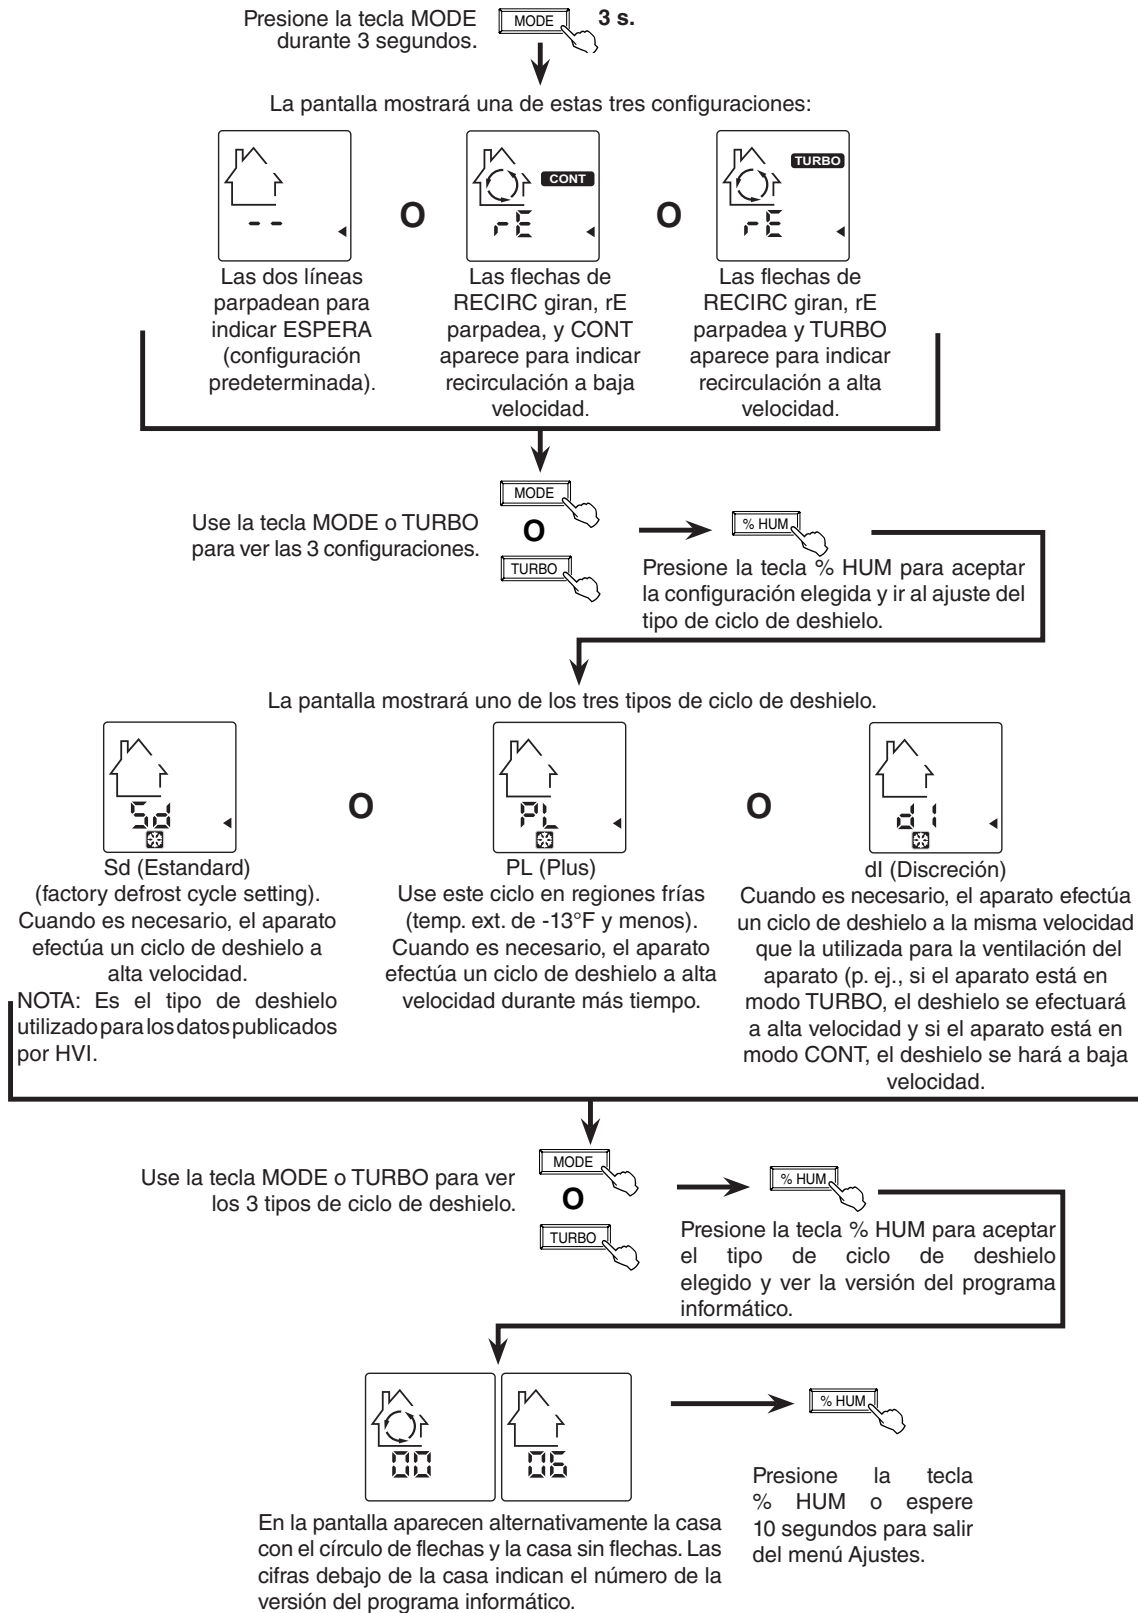 Presione la tecla MODE
durante 3 segundos.
MODE
3 s.
La pantalla mostrará una de estas tres configuraciones:
- -
O
CONT
rE
O
TURBO
rE
Las dos líneas
parpadean para
indicar ESPERA
(configuración
predeterminada).
Las flechas de
RECIRC giran, rE
parpadea, y CONT
aparece para indicar
recirculación a baja
velocidad.
Las flechas de
RECIRC giran, rE
parpadea y TURBO
aparece para indicar
recirculación a alta
velocidad.
Use la tecla MODE o TURBO
para ver las 3 configuraciones.
MODE
O
TURBO
% HUM
Presione la tecla % HUM para aceptar
la configuración elegida y ir al ajuste del
tipo de ciclo de deshielo.
La pantalla mostrará uno de los tres tipos de ciclo de deshielo.
Sd
O
PL
O
dI
Sd (Estandard)
(factory defrost cycle setting).
Cuando es necesario, el aparato
efectúa un ciclo de deshielo a
alta velocidad.
NOTA: Es el tipo de deshielo
utilizado para los datos publicados
por HVI.
PL (Plus)
Use este ciclo en regiones frías
(temp. ext. de -13°F y menos).
Cuando es necesario, el aparato
efectúa un ciclo de deshielo a alta
velocidad durante más tiempo.
dI (Discreción)
Cuando es necesario, el aparato efectúa
un ciclo de deshielo a la misma velocidad
que la utilizada para la ventilación del
aparato (p. ej., si el aparato está en
modo TURBO, el deshielo se efectuará
a alta velocidad y si el aparato está en
modo CONT, el deshielo se hará a baja
velocidad.
Use la tecla MODE o TURBO para ver
los 3 tipos de ciclo de deshielo.
MODE
O
TURBO
% HUM
Presione la tecla % HUM para aceptar
el tipo de ciclo de deshielo
elegido y ver la versión del programa
informático.
00
06
% HUM
En la pantalla aparecen alternativamente la casa
con el círculo de flechas y la casa sin flechas. Las
cifras debajo de la casa indican el número de la
versión del programa informático.
Presione la tecla
% HUM o espere
10 segundos para salir
del menú Ajustes.